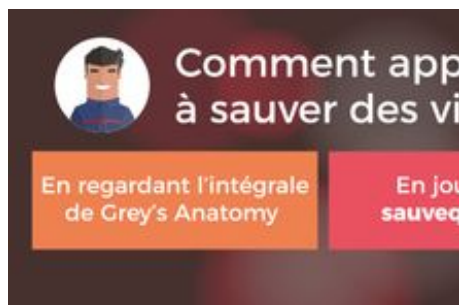 Comment app
à sauver des vi
En regardant l'intégrale
de Grey's Anatomy
En jou
sauveq